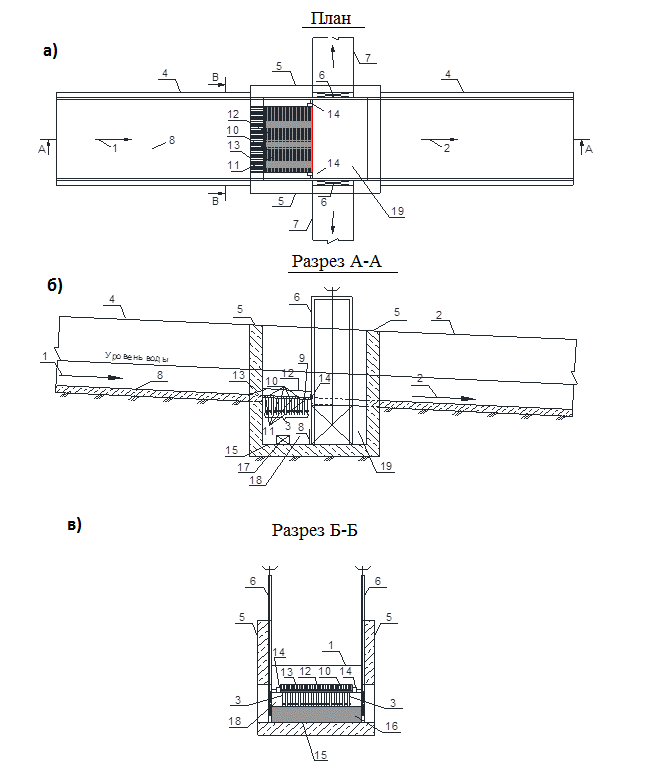 План
а)
4 В 5 6 7 4
12 14
10
А 1 8 13 2 А
11 14
В 5 6 19
7
Разрез А-А
б)
4 5 6 5 2
Уровень воды
1 8 13 12 9 14 2
10
11 3 8
15 17 18 19
в)
Разрез Б-Б
6 6
5 5
1
14 13 12 10 14
3 3
18 16
15